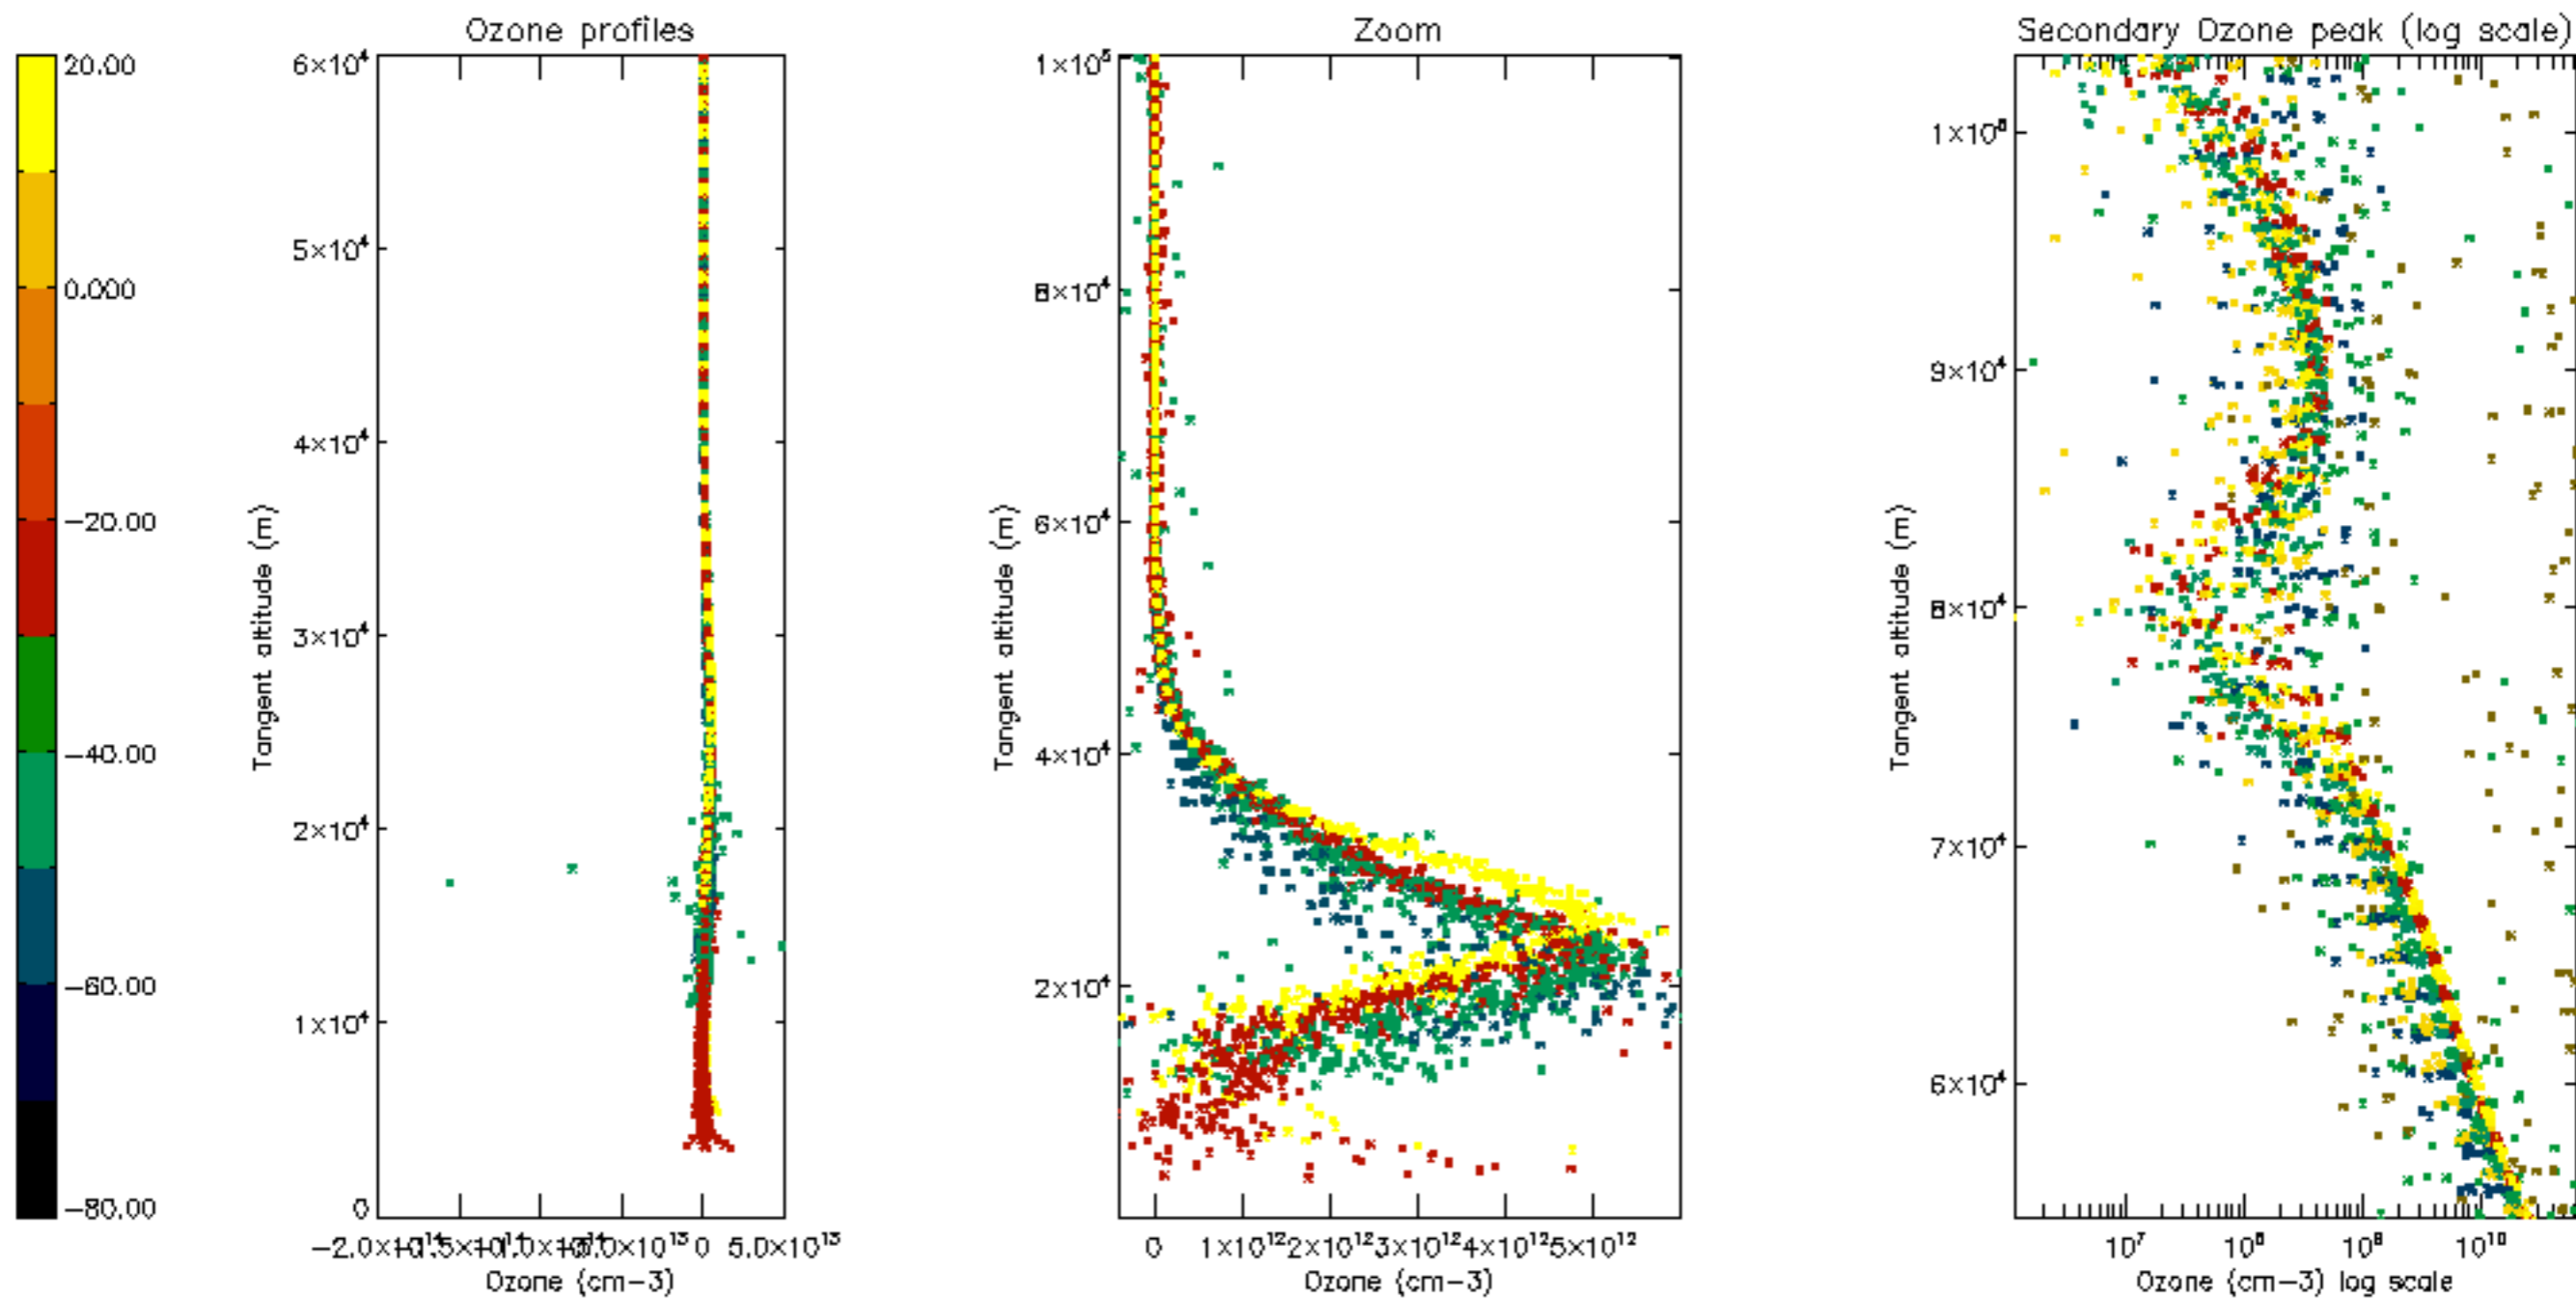 Ozone profiles
Zoom
Secondary Ozone peak (log scale)
20.00
0.000
−20.00
−40.00
−60.00
−80.00
Tangent altitude (m)
6×10⁴
5×10⁴
4×10⁴
3×10⁴
2×10⁴
1×10⁴
0
0 5.0×10¹³
Ozone (cm−3)
Tangent altitude (m)
1×10⁵
8×10⁴
6×10⁴
4×10⁴
2×10⁴
0 1×10¹² 2×10¹² 3×10¹² 4×10¹² 5×10¹²
Ozone (cm−3)
Tangent altitude (m)
1×10⁵
9×10⁴
8×10⁴
7×10⁴
6×10⁴
10⁷ 10⁸ 10⁹ 10¹⁰
Ozone (cm−3) log scale